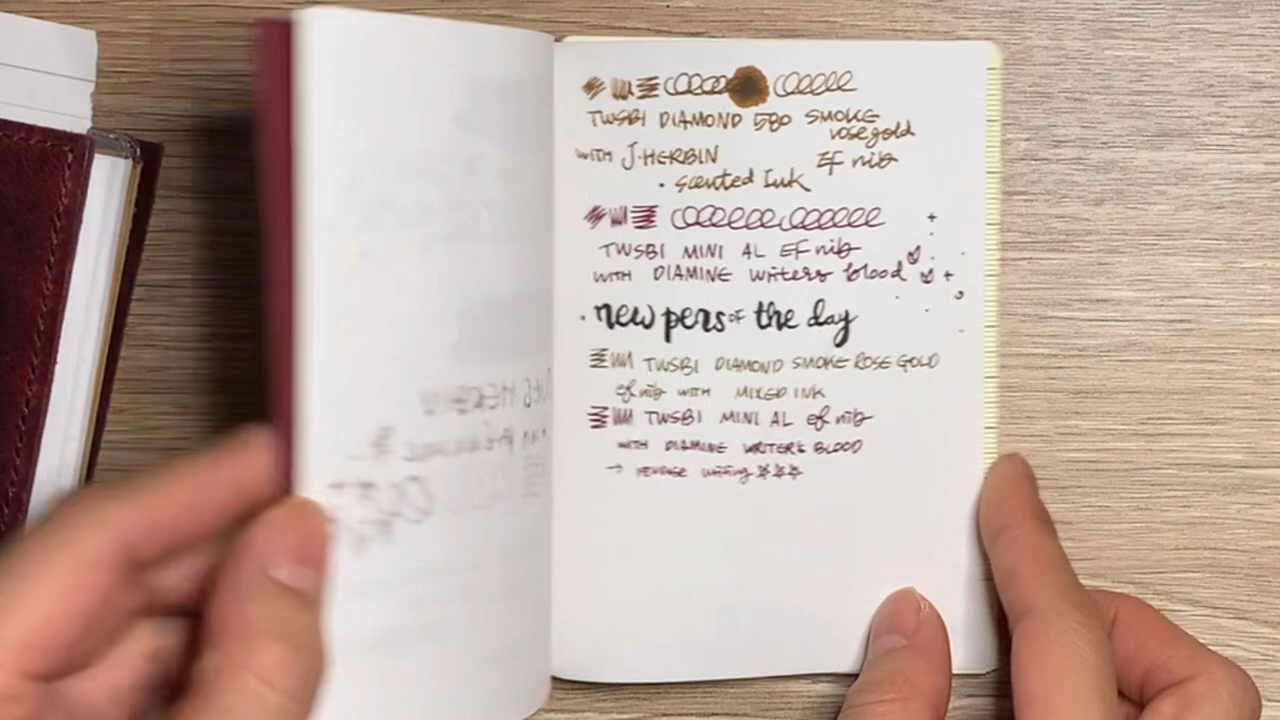 TWSBI DIAMOND 580 SMOKE
rose gold
WITH J. HERBIN EF nib
• scented Ink
TWSBI MINI AL EF nib
WITH DIAMINE writers blood
• new pens OF the day
TWSBI DIAMOND SMOKE ROSE GOLD
ef nib WITH MIXED INK
TWSBI MINI AL ef nib
WITH DIAMINE WRITER'S BLOOD
→ reverse writing